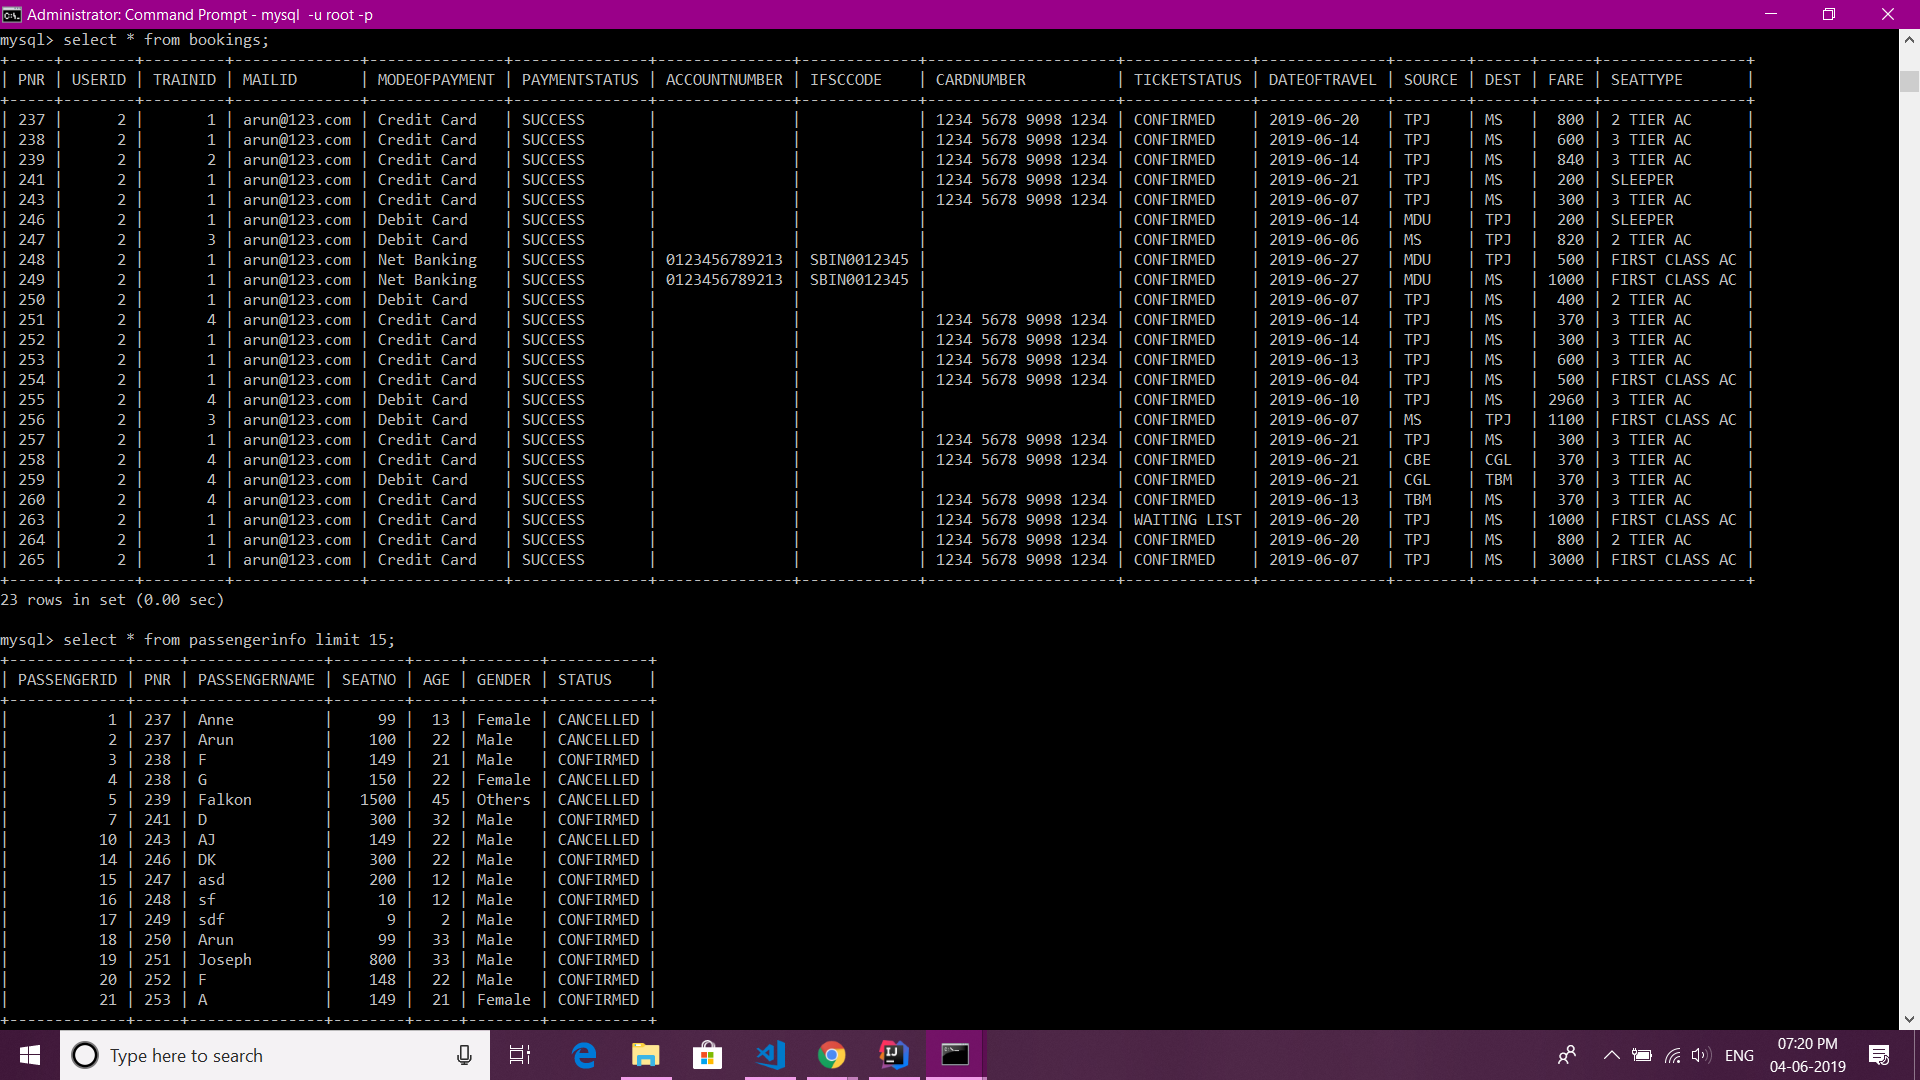 Administrator: Command Prompt - mysql  -u root -p
mysql> select * from bookings;
+-----+--------+---------+--------------+---------------+---------------+---------------+-------------+---------------------+--------------+--------------+--------+------+------+----------------+
| PNR | USERID | TRAINID | MAILID       | MODEOFPAYMENT | PAYMENTSTATUS | ACCOUNTNUMBER | IFSCCODE    | CARDNUMBER          | TICKETSTATUS | DATEOFTRAVEL | SOURCE | DEST | FARE | SEATTYPE       |
+-----+--------+---------+--------------+---------------+---------------+---------------+-------------+---------------------+--------------+--------------+--------+------+------+----------------+
| 237 |      2 |       1 | arun@123.com | Credit Card   | SUCCESS       |               |             | 1234 5678 9098 1234 | CONFIRMED    | 2019-06-20   | TPJ    | MS   |  800 | 2 TIER AC      |
| 238 |      2 |       1 | arun@123.com | Credit Card   | SUCCESS       |               |             | 1234 5678 9098 1234 | CONFIRMED    | 2019-06-14   | TPJ    | MS   |  600 | 3 TIER AC      |
| 239 |      2 |       2 | arun@123.com | Credit Card   | SUCCESS       |               |             | 1234 5678 9098 1234 | CONFIRMED    | 2019-06-14   | TPJ    | MS   |  840 | 3 TIER AC      |
| 241 |      2 |       1 | arun@123.com | Credit Card   | SUCCESS       |               |             | 1234 5678 9098 1234 | CONFIRMED    | 2019-06-21   | TPJ    | MS   |  200 | SLEEPER        |
| 243 |      2 |       1 | arun@123.com | Credit Card   | SUCCESS       |               |             | 1234 5678 9098 1234 | CONFIRMED    | 2019-06-07   | TPJ    | MS   |  300 | 3 TIER AC      |
| 246 |      2 |       1 | arun@123.com | Debit Card    | SUCCESS       |               |             |                     | CONFIRMED    | 2019-06-14   | MDU    | TPJ  |  200 | SLEEPER        |
| 247 |      2 |       3 | arun@123.com | Debit Card    | SUCCESS       |               |             |                     | CONFIRMED    | 2019-06-06   | MS     | TPJ  |  820 | 2 TIER AC      |
| 248 |      2 |       1 | arun@123.com | Net Banking   | SUCCESS       | 0123456789213 | SBIN0012345 |                     | CONFIRMED    | 2019-06-27   | MDU    | TPJ  |  500 | FIRST CLASS AC |
| 249 |      2 |       1 | arun@123.com | Net Banking   | SUCCESS       | 0123456789213 | SBIN0012345 |                     | CONFIRMED    | 2019-06-27   | MDU    | MS   | 1000 | FIRST CLASS AC |
| 250 |      2 |       1 | arun@123.com | Debit Card    | SUCCESS       |               |             |                     | CONFIRMED    | 2019-06-07   | TPJ    | MS   |  400 | 2 TIER AC      |
| 251 |      2 |       4 | arun@123.com | Credit Card   | SUCCESS       |               |             | 1234 5678 9098 1234 | CONFIRMED    | 2019-06-14   | TPJ    | MS   |  370 | 3 TIER AC      |
| 252 |      2 |       1 | arun@123.com | Credit Card   | SUCCESS       |               |             | 1234 5678 9098 1234 | CONFIRMED    | 2019-06-14   | TPJ    | MS   |  300 | 3 TIER AC      |
| 253 |      2 |       1 | arun@123.com | Credit Card   | SUCCESS       |               |             | 1234 5678 9098 1234 | CONFIRMED    | 2019-06-13   | TPJ    | MS   |  600 | 3 TIER AC      |
| 254 |      2 |       1 | arun@123.com | Credit Card   | SUCCESS       |               |             | 1234 5678 9098 1234 | CONFIRMED    | 2019-06-04   | TPJ    | MS   |  500 | FIRST CLASS AC |
| 255 |      2 |       4 | arun@123.com | Debit Card    | SUCCESS       |               |             |                     | CONFIRMED    | 2019-06-10   | TPJ    | MS   | 2960 | 3 TIER AC      |
| 256 |      2 |       3 | arun@123.com | Debit Card    | SUCCESS       |               |             |                     | CONFIRMED    | 2019-06-07   | MS     | TPJ  | 1100 | FIRST CLASS AC |
| 257 |      2 |       1 | arun@123.com | Credit Card   | SUCCESS       |               |             | 1234 5678 9098 1234 | CONFIRMED    | 2019-06-21   | TPJ    | MS   |  300 | 3 TIER AC      |
| 258 |      2 |       4 | arun@123.com | Credit Card   | SUCCESS       |               |             | 1234 5678 9098 1234 | CONFIRMED    | 2019-06-21   | CBE    | CGL  |  370 | 3 TIER AC      |
| 259 |      2 |       4 | arun@123.com | Debit Card    | SUCCESS       |               |             |                     | CONFIRMED    | 2019-06-21   | CGL    | TBM  |  370 | 3 TIER AC      |
| 260 |      2 |       4 | arun@123.com | Credit Card   | SUCCESS       |               |             | 1234 5678 9098 1234 | CONFIRMED    | 2019-06-13   | TBM    | MS   |  370 | 3 TIER AC      |
| 263 |      2 |       1 | arun@123.com | Credit Card   | SUCCESS       |               |             | 1234 5678 9098 1234 | WAITING LIST | 2019-06-20   | TPJ    | MS   | 1000 | FIRST CLASS AC |
| 264 |      2 |       1 | arun@123.com | Credit Card   | SUCCESS       |               |             | 1234 5678 9098 1234 | CONFIRMED    | 2019-06-20   | TPJ    | MS   |  800 | 2 TIER AC      |
| 265 |      2 |       1 | arun@123.com | Credit Card   | SUCCESS       |               |             | 1234 5678 9098 1234 | CONFIRMED    | 2019-06-07   | TPJ    | MS   | 3000 | FIRST CLASS AC |
+-----+--------+---------+--------------+---------------+---------------+---------------+-------------+---------------------+--------------+--------------+--------+------+------+----------------+
23 rows in set (0.00 sec)
mysql> select * from passengerinfo limit 15;
+-------------+-----+---------------+--------+-----+--------+-----------+
| PASSENGERID | PNR | PASSENGERNAME | SEATNO | AGE | GENDER | STATUS    |
+-------------+-----+---------------+--------+-----+--------+-----------+
|           1 | 237 | Anne          |     99 |  13 | Female | CANCELLED |
|           2 | 237 | Arun          |    100 |  22 | Male   | CANCELLED |
|           3 | 238 | F             |    149 |  21 | Male   | CONFIRMED |
|           4 | 238 | G             |    150 |  22 | Female | CANCELLED |
|           5 | 239 | Falkon        |   1500 |  45 | Others | CANCELLED |
|           7 | 241 | D             |    300 |  32 | Male   | CONFIRMED |
|          10 | 243 | AJ            |    149 |  22 | Male   | CANCELLED |
|          14 | 246 | DK            |    300 |  22 | Male   | CONFIRMED |
|          15 | 247 | asd           |    200 |  12 | Male   | CONFIRMED |
|          16 | 248 | sf            |     10 |  12 | Male   | CONFIRMED |
|          17 | 249 | sdf           |      9 |   2 | Male   | CONFIRMED |
|          18 | 250 | Arun          |     99 |  33 | Male   | CONFIRMED |
|          19 | 251 | Joseph        |    800 |  33 | Male   | CONFIRMED |
|          20 | 252 | F             |    148 |  22 | Male   | CONFIRMED |
|          21 | 253 | A             |    149 |  21 | Female | CONFIRMED |
+-------------+-----+---------------+--------+-----+--------+-----------+
Type here to search
ENG
07:20 PM
04-06-2019